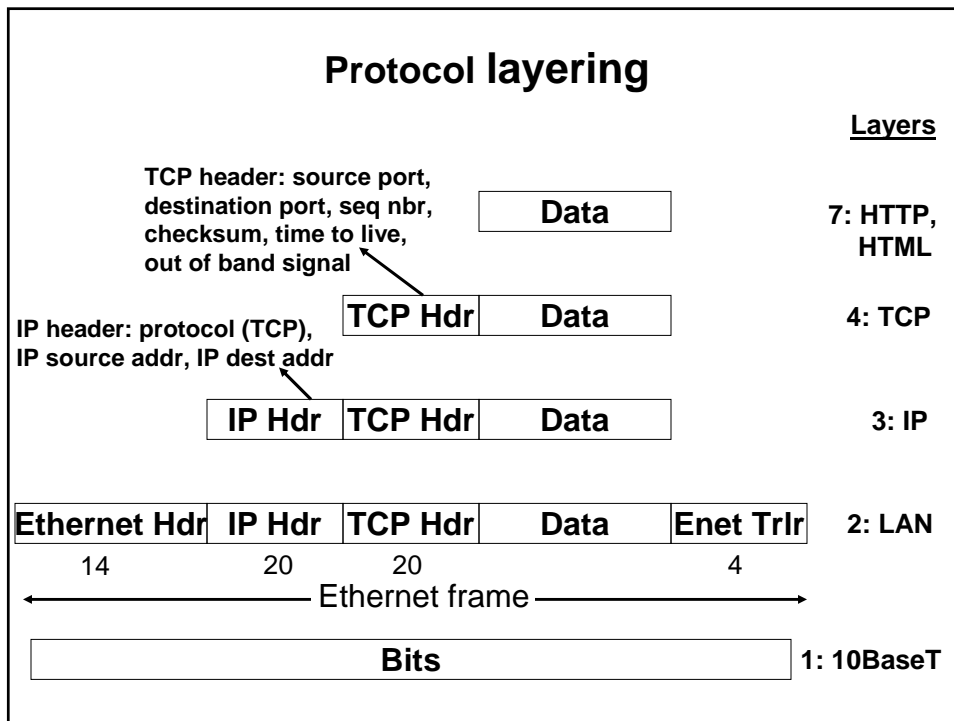 Protocol layering
Layers
TCP header: source port,
destination port, seq nbr,
checksum, time to live,
out of band signal
Data
7: HTTP,
HTML
TCP Hdr Data
4: TCP
IP header: protocol (TCP),
IP source addr, IP dest addr
IP Hdr TCP Hdr Data
3: IP
Ethernet Hdr IP Hdr TCP Hdr Data Enet Trlr
2: LAN
14 20 20 4
Ethernet frame
Bits
1: 10BaseT